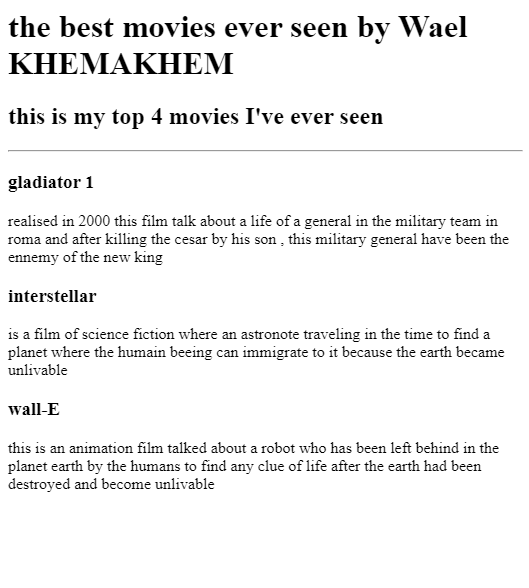 the best movies ever seen by Wael
KHEMAKHEM
this is my top 4 movies I've ever seen
gladiator 1
realised in 2000 this film talk about a life of a general in the military team in
roma and after killing the cesar by his son , this military general have been the
ennemy of the new king
interstellar
is a film of science fiction where an astronote traveling in the time to find a
planet where the humain beeing can immigrate to it because the earth became
unlivable
wall-E
this is an animation film talked about a robot who has been left behind in the
planet earth by the humans to find any clue of life after the earth had been
destroyed and become unlivable